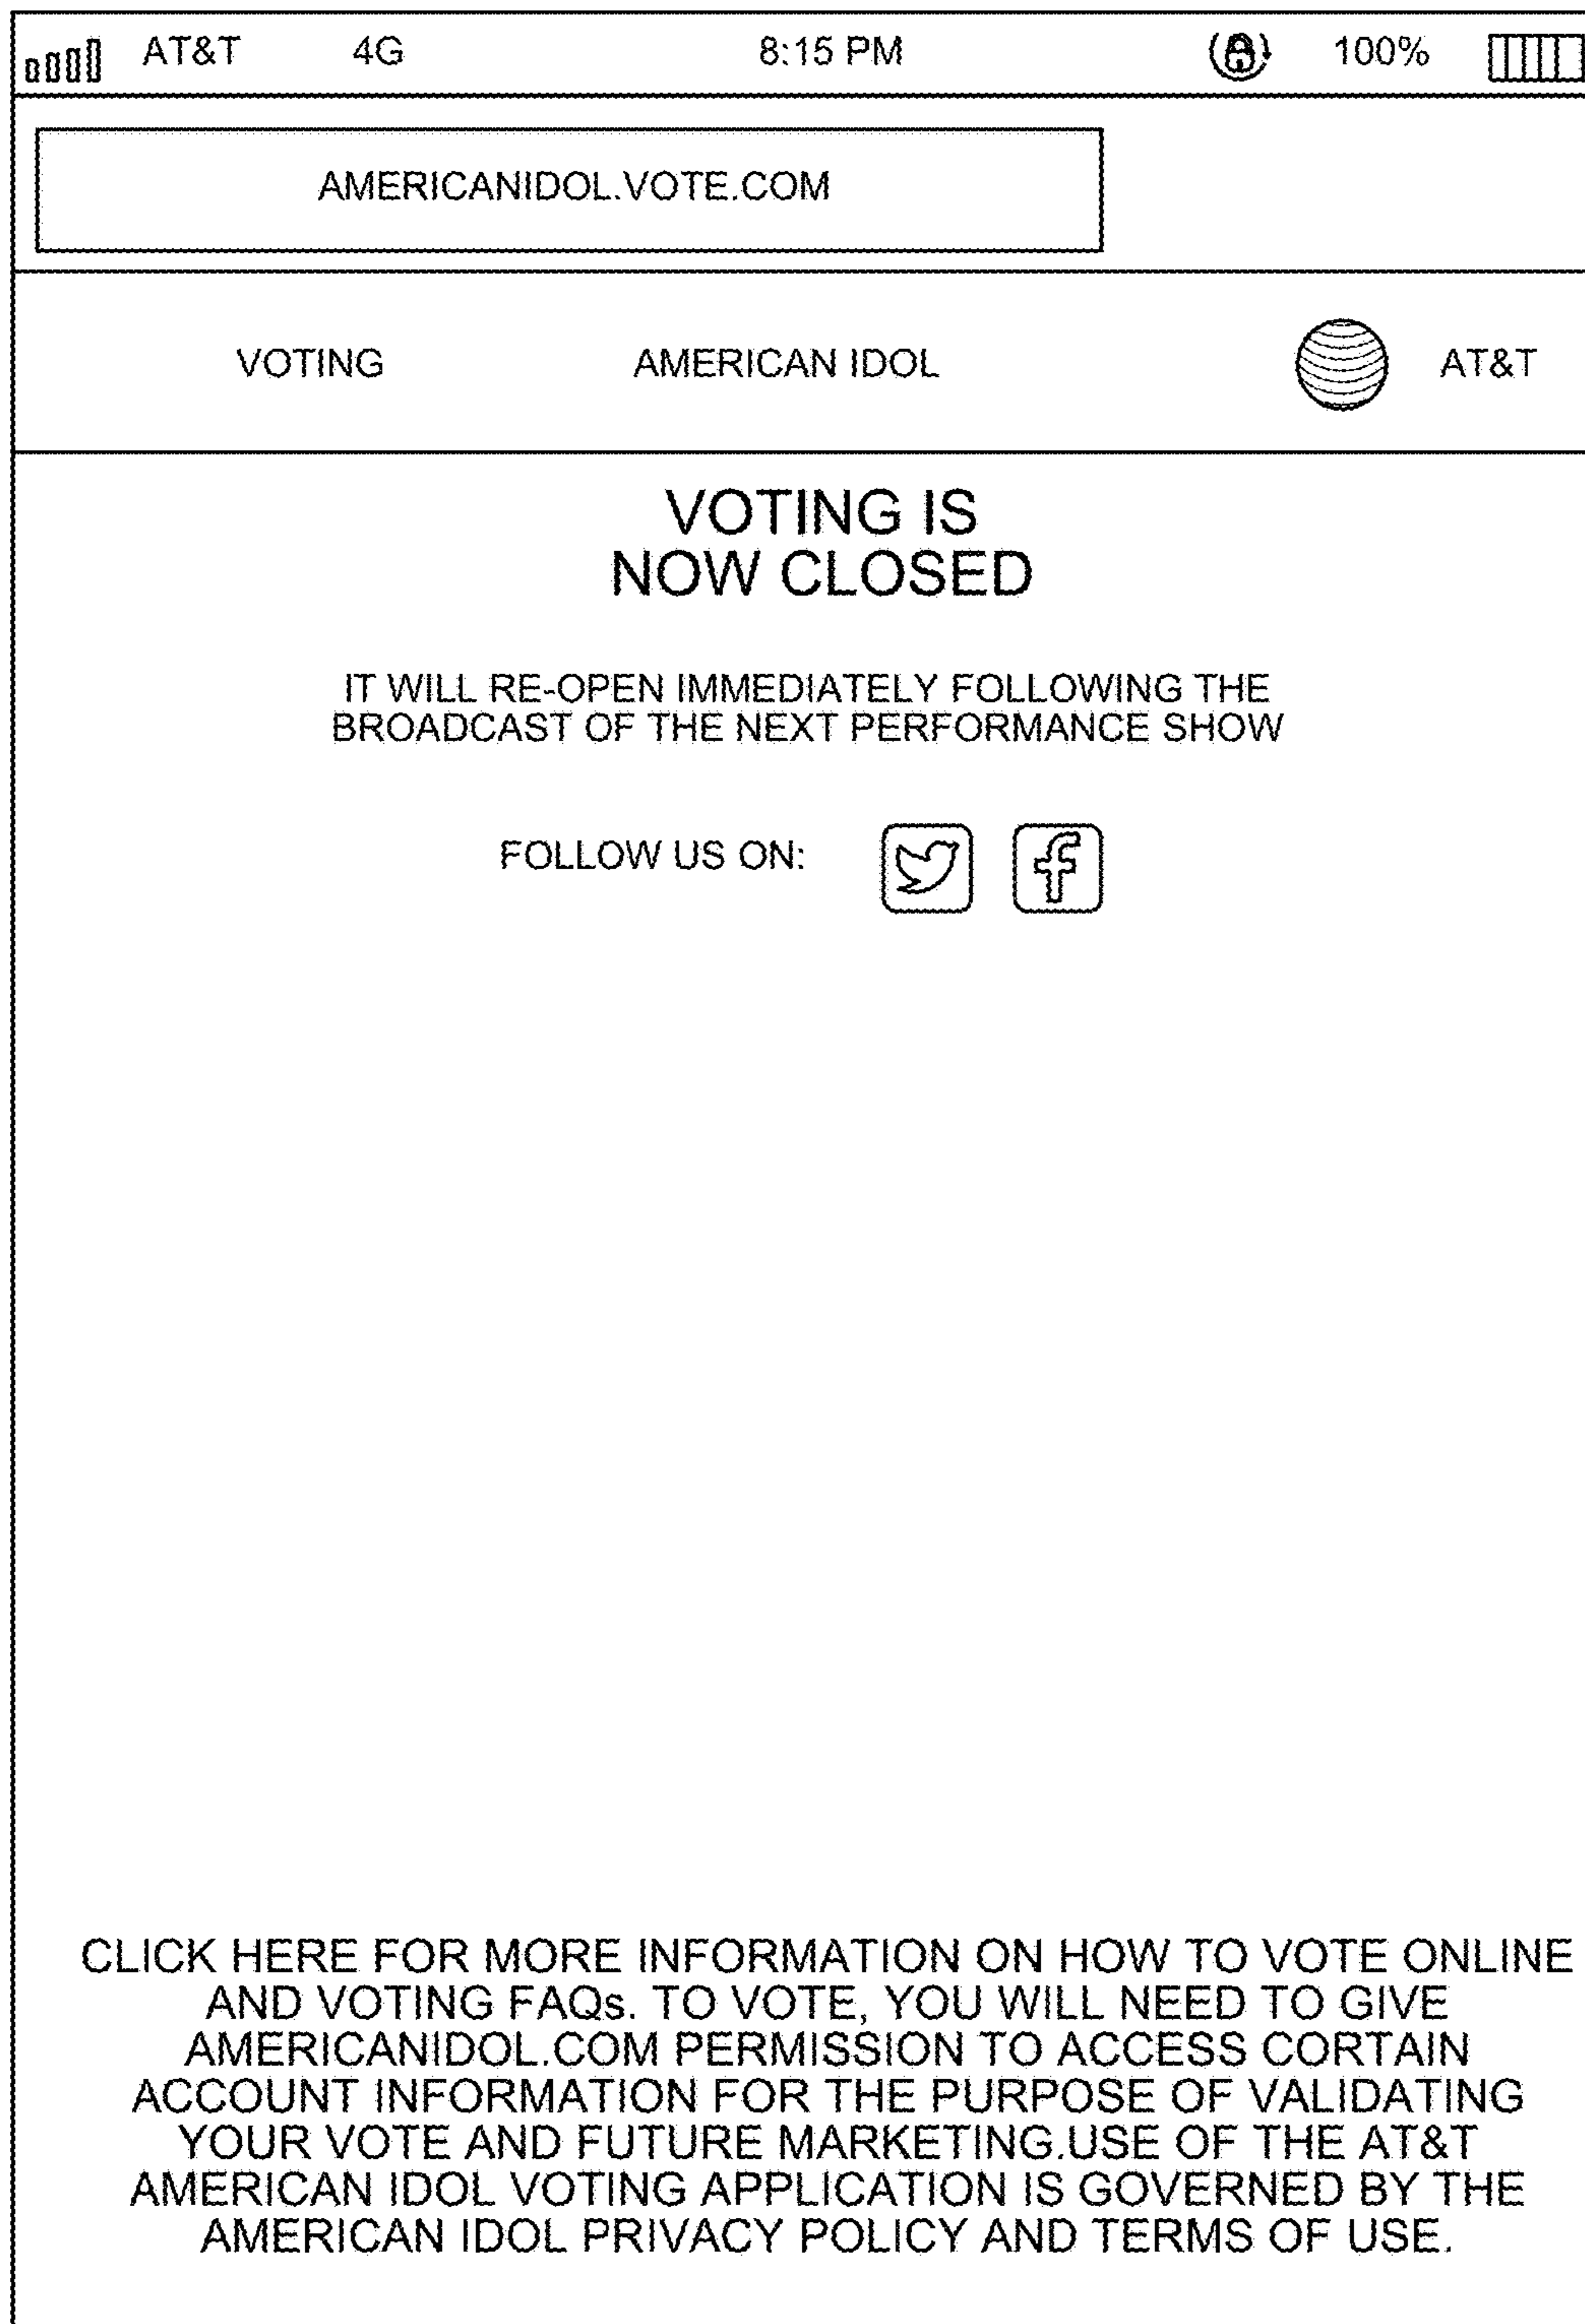 AT&T 4G 8:15 PM 100%
AMERICANIDOL.VOTE.COM
VOTING AMERICAN IDOL AT&T
VOTING IS
NOW CLOSED
IT WILL RE-OPEN IMMEDIATELY FOLLOWING THE
BROADCAST OF THE NEXT PERFORMANCE SHOW
FOLLOW US ON:
CLICK HERE FOR MORE INFORMATION ON HOW TO VOTE ONLINE
AND VOTING FAQs. TO VOTE, YOU WILL NEED TO GIVE
AMERICANIDOL.COM PERMISSION TO ACCESS CORTAIN
ACCOUNT INFORMATION FOR THE PURPOSE OF VALIDATING
YOUR VOTE AND FUTURE MARKETING.USE OF THE AT&T
AMERICAN IDOL VOTING APPLICATION IS GOVERNED BY THE
AMERICAN IDOL PRIVACY POLICY AND TERMS OF USE.